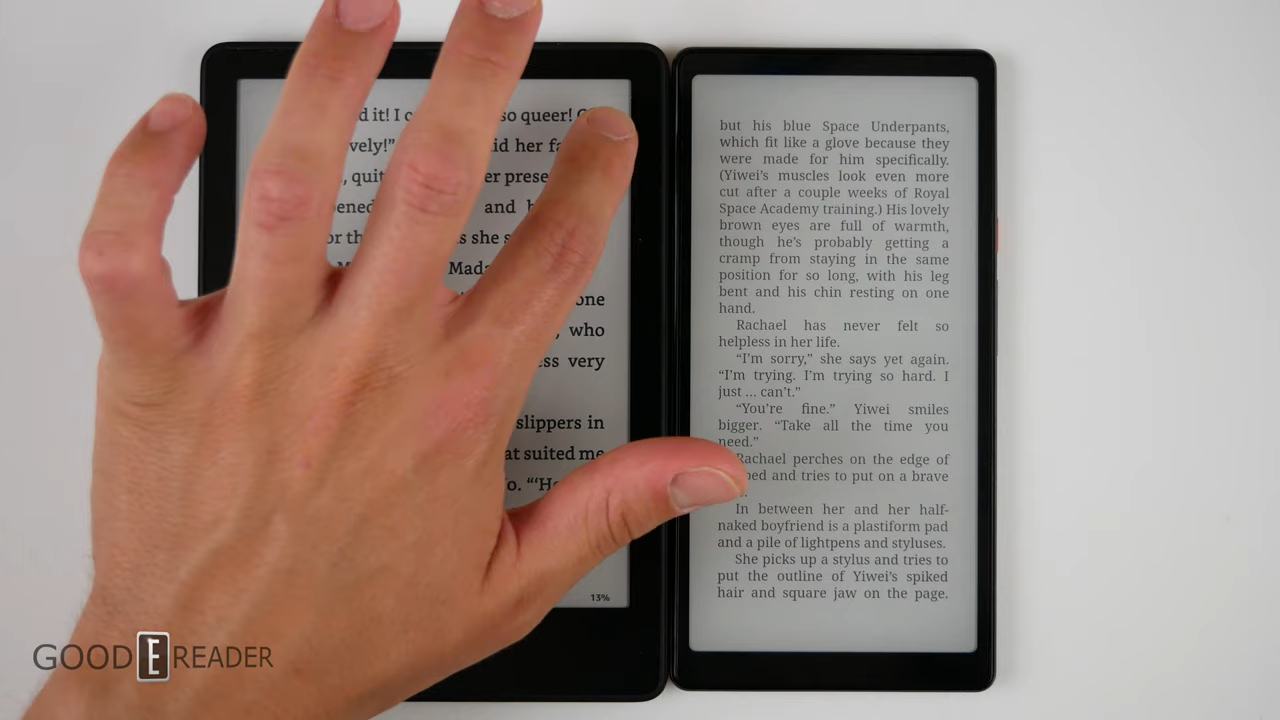 d it! I so queer!
vely!" id her
, quit er prese
ened and
or th s she s
Mada
one
, who
ess very
slippers in
at suited me
o. “‘Ha
13%
but his blue Space Underpants,
which fit like a glove because they
were made for him specifically.
(Yiwei’s muscles look even more
cut after a couple weeks of Royal
Space Academy training.) His lovely
brown eyes are full of warmth,
though he’s probably getting a
cramp from staying in the same
position for so long, with his leg
bent and his chin resting on one
hand.
Rachael has never felt so
helpless in her life.
“I’m sorry,” she says yet again.
“I’m trying. I’m trying so hard. I
just ... can’t.”
“You’re fine.” Yiwei smiles
bigger. “Take all the time you
need.”
Rachael perches on the edge of
bed and tries to put on a brave
In between her and her half-
naked boyfriend is a plastiform pad
and a pile of lightpens and styluses.
She picks up a stylus and tries to
put the outline of Yiwei’s spiked
hair and square jaw on the page.
GOOD E READER